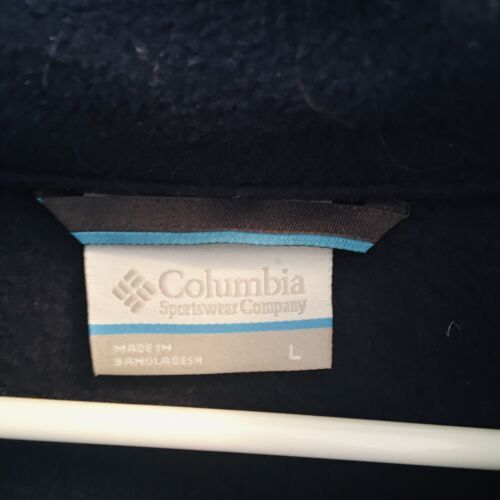 Columbia
Sportswear Company
MADE IN
BANGLADESH
L